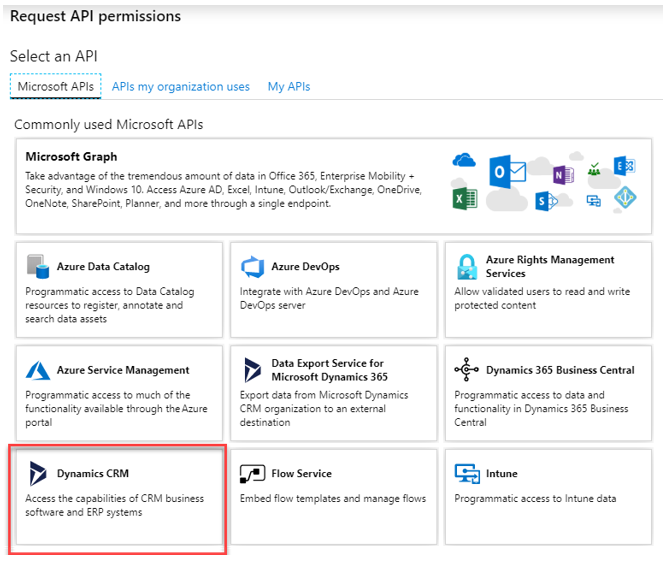 Request API permissions
Select an API
Microsoft APIs
APIs my organization uses
My APIs
Commonly used Microsoft APIs
Microsoft Graph
Take advantage of the tremendous amount of data in Office 365, Enterprise Mobility +
Security, and Windows 10. Access Azure AD, Excel, Intune, Outlook/Exchange, OneDrive,
OneNote, SharePoint, Planner, and more through a single endpoint.
Azure Data Catalog
Programmatic access to Data Catalog
resources to register, annotate and
search data assets
Azure DevOps
Integrate with Azure DevOps and Azure
DevOps server
Azure Rights Management
Services
Allow validated users to read and write
protected content
Azure Service Management
Programmatic access to much of the
functionality available through the Azure
portal
Data Export Service for
Microsoft Dynamics 365
Export data from Microsoft Dynamics
CRM organization to an external
destination
Dynamics 365 Business Central
Programmatic access to data and
functionality in Dynamics 365 Business
Central
Dynamics CRM
Access the capabilities of CRM business
software and ERP systems
Flow Service
Embed flow templates and manage flows
Intune
Programmatic access to Intune data